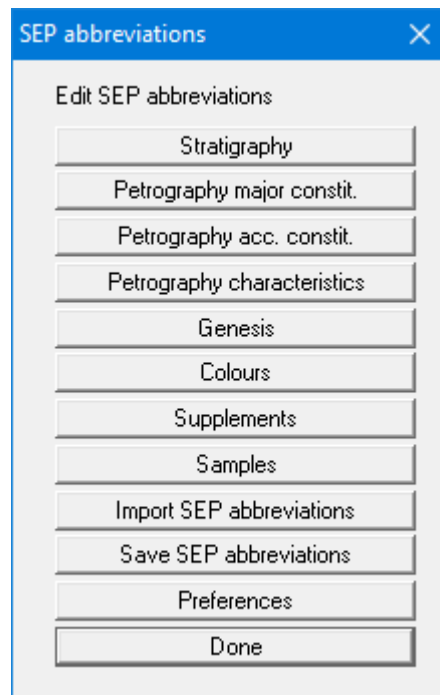 SEP abbreviations
Edit SEP abbreviations
Stratigraphy
Petrography major constit.
Petrography acc. constit.
Petrography characteristics
Genesis
Colours
Supplements
Samples
Import SEP abbreviations
Save SEP abbreviations
Preferences
Done